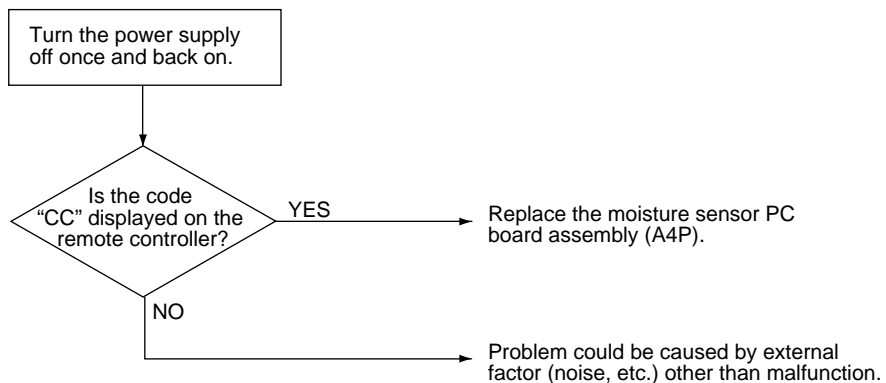 Turn the power supply
off once and back on.
Is the code
“CC” displayed on the
remote controller?
YES
Replace the moisture sensor PC
board assembly (A4P).
NO
Problem could be caused by external
factor (noise, etc.) other than malfunction.